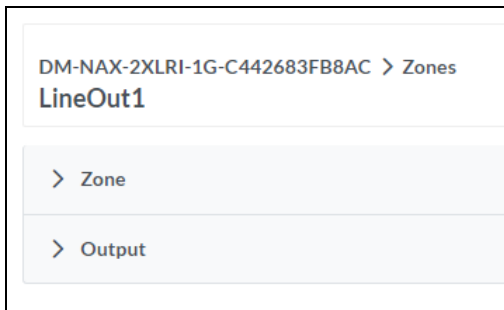 DM-NAX-2XLRI-1G-C442683FB8AC > Zones
LineOut1
> Zone
> Output